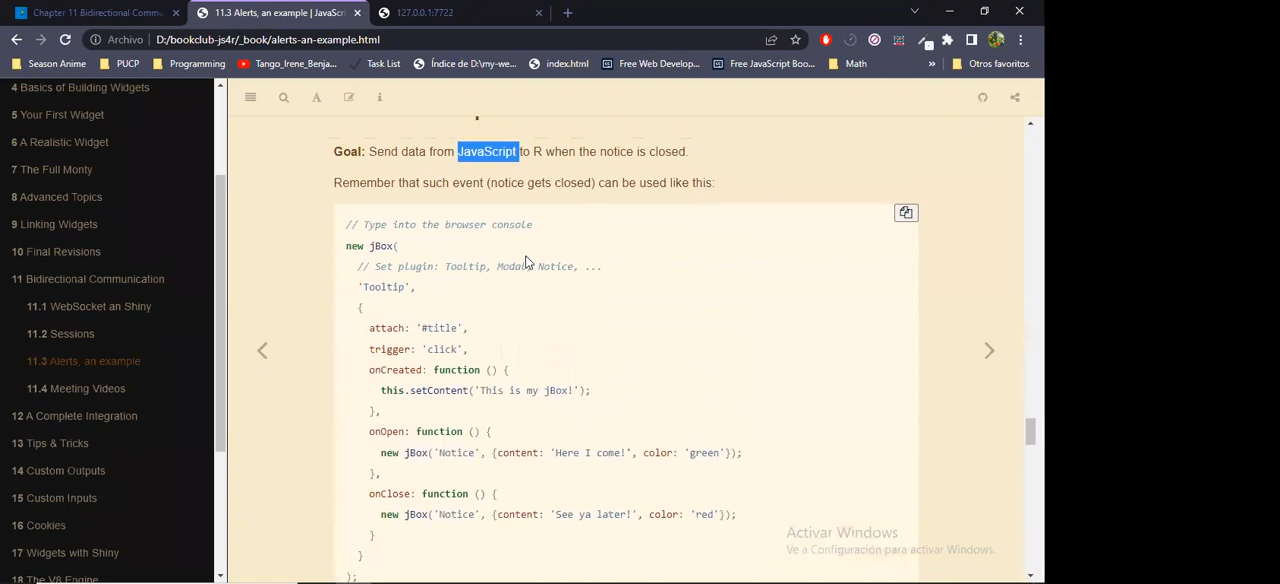 Chapter 11 Bidirectional Commu
11.3 Alerts, an example | JavaScri
127.0.0.1:7722
Archivo
D:/bookclub-js4r/_book/alerts-an-example.html
Season Anime
PUCP
Programming
Tango_Irene_Benja...
Task List
Índice de D:\my-we...
index.html
Free Web Develop...
Free JavaScript Boo...
Math
»
Otros favoritos
4 Basics of Building Widgets
5 Your First Widget
6 A Realistic Widget
7 The Full Monty
8 Advanced Topics
9 Linking Widgets
10 Final Revisions
11 Bidirectional Communication
11.1 WebSocket an Shiny
11.2 Sessions
11.3 Alerts, an example
11.4 Meeting Videos
12 A Complete Integration
13 Tips & Tricks
14 Custom Outputs
15 Custom Inputs
16 Cookies
17 Widgets with Shiny
18 The V8 Engine
Goal: Send data from JavaScript to R when the notice is closed.
Remember that such event (notice gets closed) can be used like this:
// Type into the browser console
new jBox(
// Set plugin: Tooltip, Modal, Notice, ...
'Tooltip',
{
attach: '#title',
trigger: 'click',
onCreated: function () {
this.setContent('This is my jBox!');
},
onOpen: function () {
new jBox('Notice', {content: 'Here I come!', color: 'green'});
},
onClose: function () {
new jBox('Notice', {content: 'See ya later!', color: 'red'});
}
}
);
Activar Windows
Ve a Configuración para activar Windows.